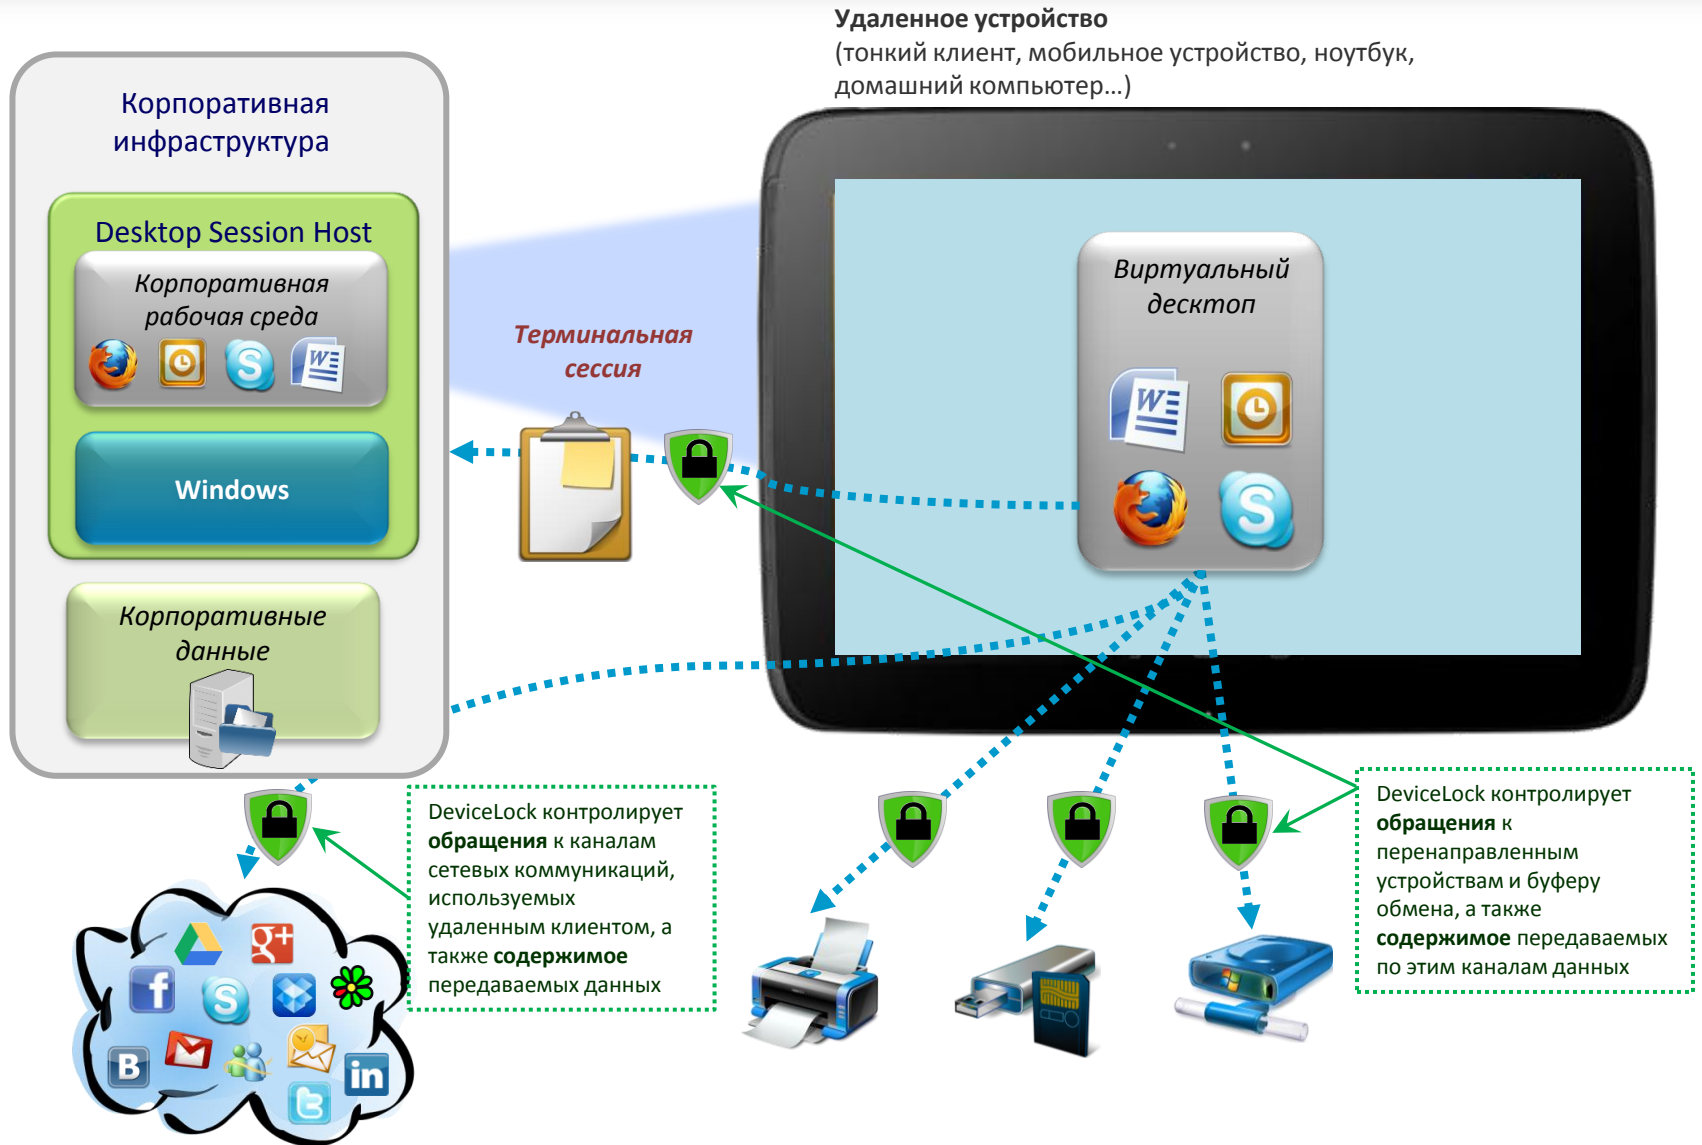 Удаленное устройство
(тонкий клиент, мобильное устройство, ноутбук,
домашний компьютер…)
Корпоративная
инфраструктура
Desktop Session Host
Корпоративная
рабочая среда
W
Windows
Корпоративные
данные
Терминальная
сессия
Виртуальный
десктоп
W
S
S
DeviceLock контролирует
обращения к каналам
сетевых коммуникаций,
используемых
удаленным клиентом, а
также содержимое
передаваемых данных
DeviceLock контролирует
обращения к
перенаправленным
устройствам и буферу
обмена, а также
содержимое передаваемых
по этим каналам данных
g+
f
S
B
in
t